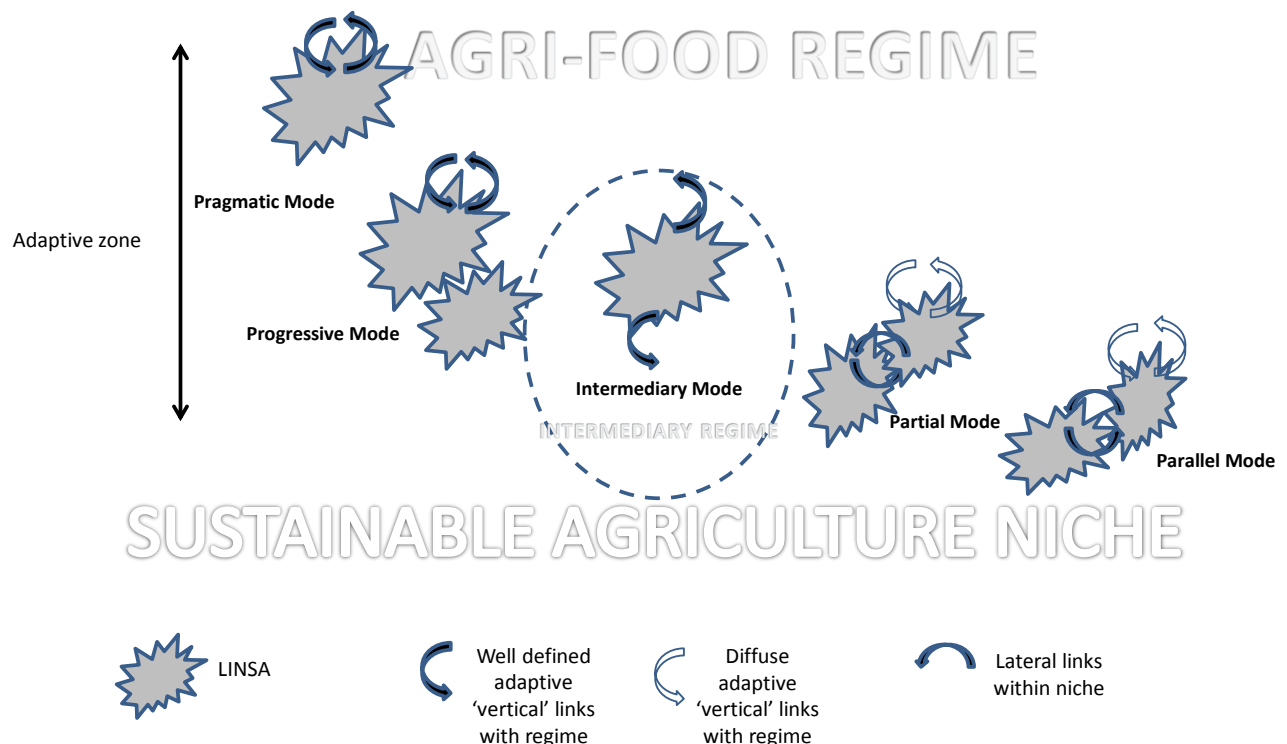 AGRI-FOOD REGIME
Pragmatic Mode
Adaptive zone
Progressive Mode
Intermediary Mode
INTERMEDIARY REGIME
Partial Mode
Parallel Mode
SUSTAINABLE AGRICULTURE NICHE
LINSA
Well defined
adaptive
‘vertical’ links
with regime
Diffuse
adaptive
‘vertical’ links
with regime
Lateral links
within niche